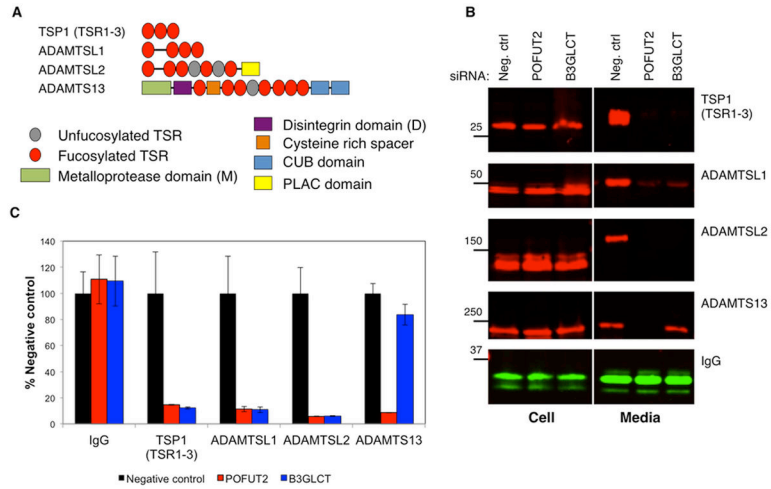 A
TSP1 (TSR1-3)
ADAMTSL1
ADAMTSL2
ADAMTS13
Unfucosylated TSR
Fucosylated TSR
Metalloprotease domain (M)
Disintegrin domain (D)
Cysteine rich spacer
CUB domain
PLAC domain
B
siRNA:
Neg. ctrl
POFUT2
B3GLCT
Neg. ctrl
POFUT2
B3GLCT
25
TSP1
(TSR1-3)
50
ADAMTSL1
150
ADAMTSL2
250
ADAMTS13
37
IgG
Cell
Media
C
% Negative control
140
120
100
80
60
40
20
0
IgG
TSP1
(TSR1-3)
ADAMTSL1
ADAMTSL2
ADAMTS13
Negative control
POFUT2
B3GLCT